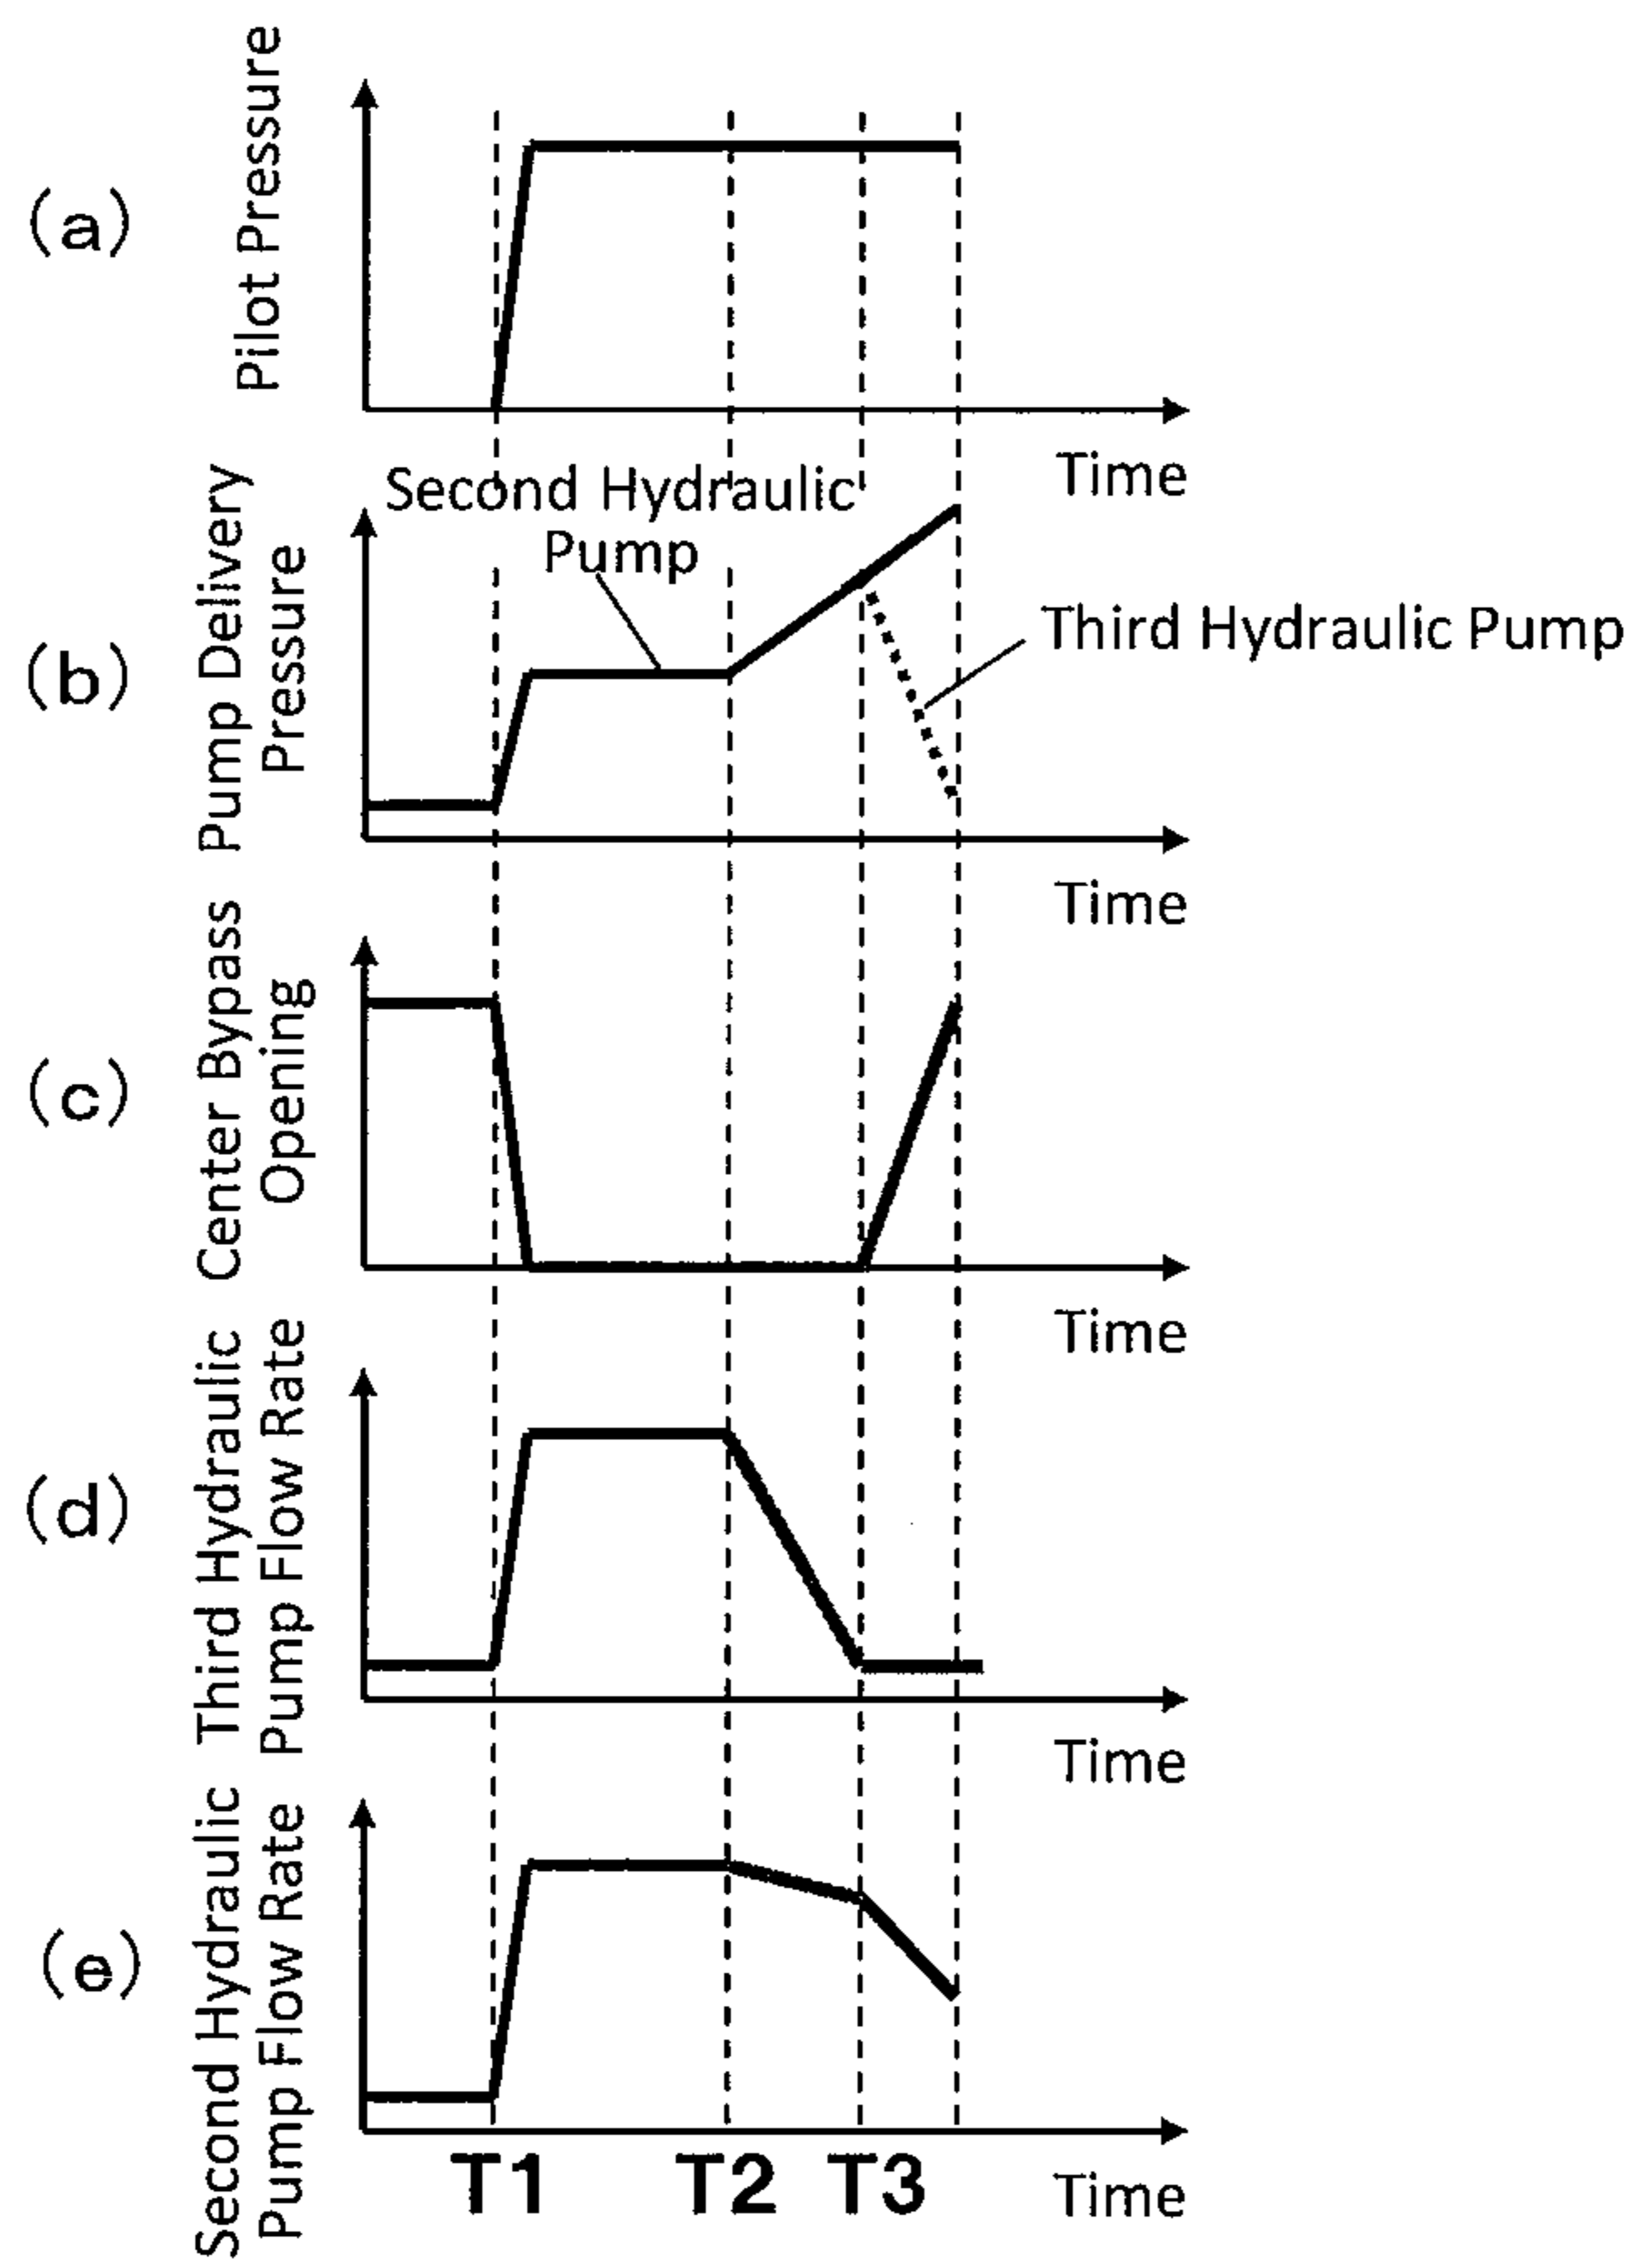 (a)
Pilot Pressure
Time
(b)
Pump Delivery
Pressure
Second Hydraulic
Pump
Third Hydraulic Pump
Time
(c)
Center Bypass
Opening
Time
(d)
Third Hydraulic
Pump Flow Rate
Time
(e)
Second Hydraulic
Pump Flow Rate
T1 T2 T3
Time